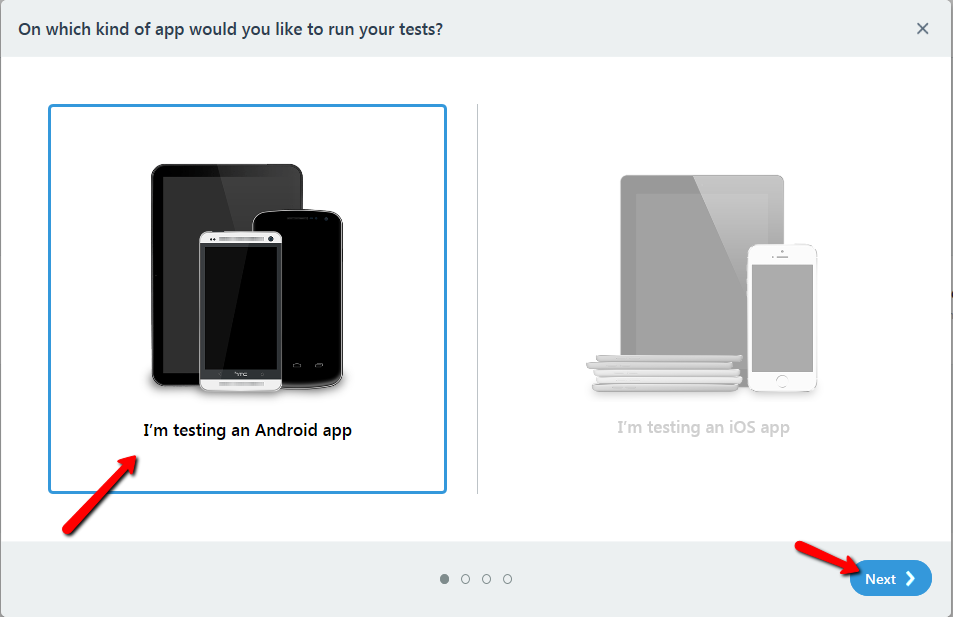 On which kind of app would you like to run your tests?
hTC
I'm testing an Android app
I'm testing an iOS app
Next